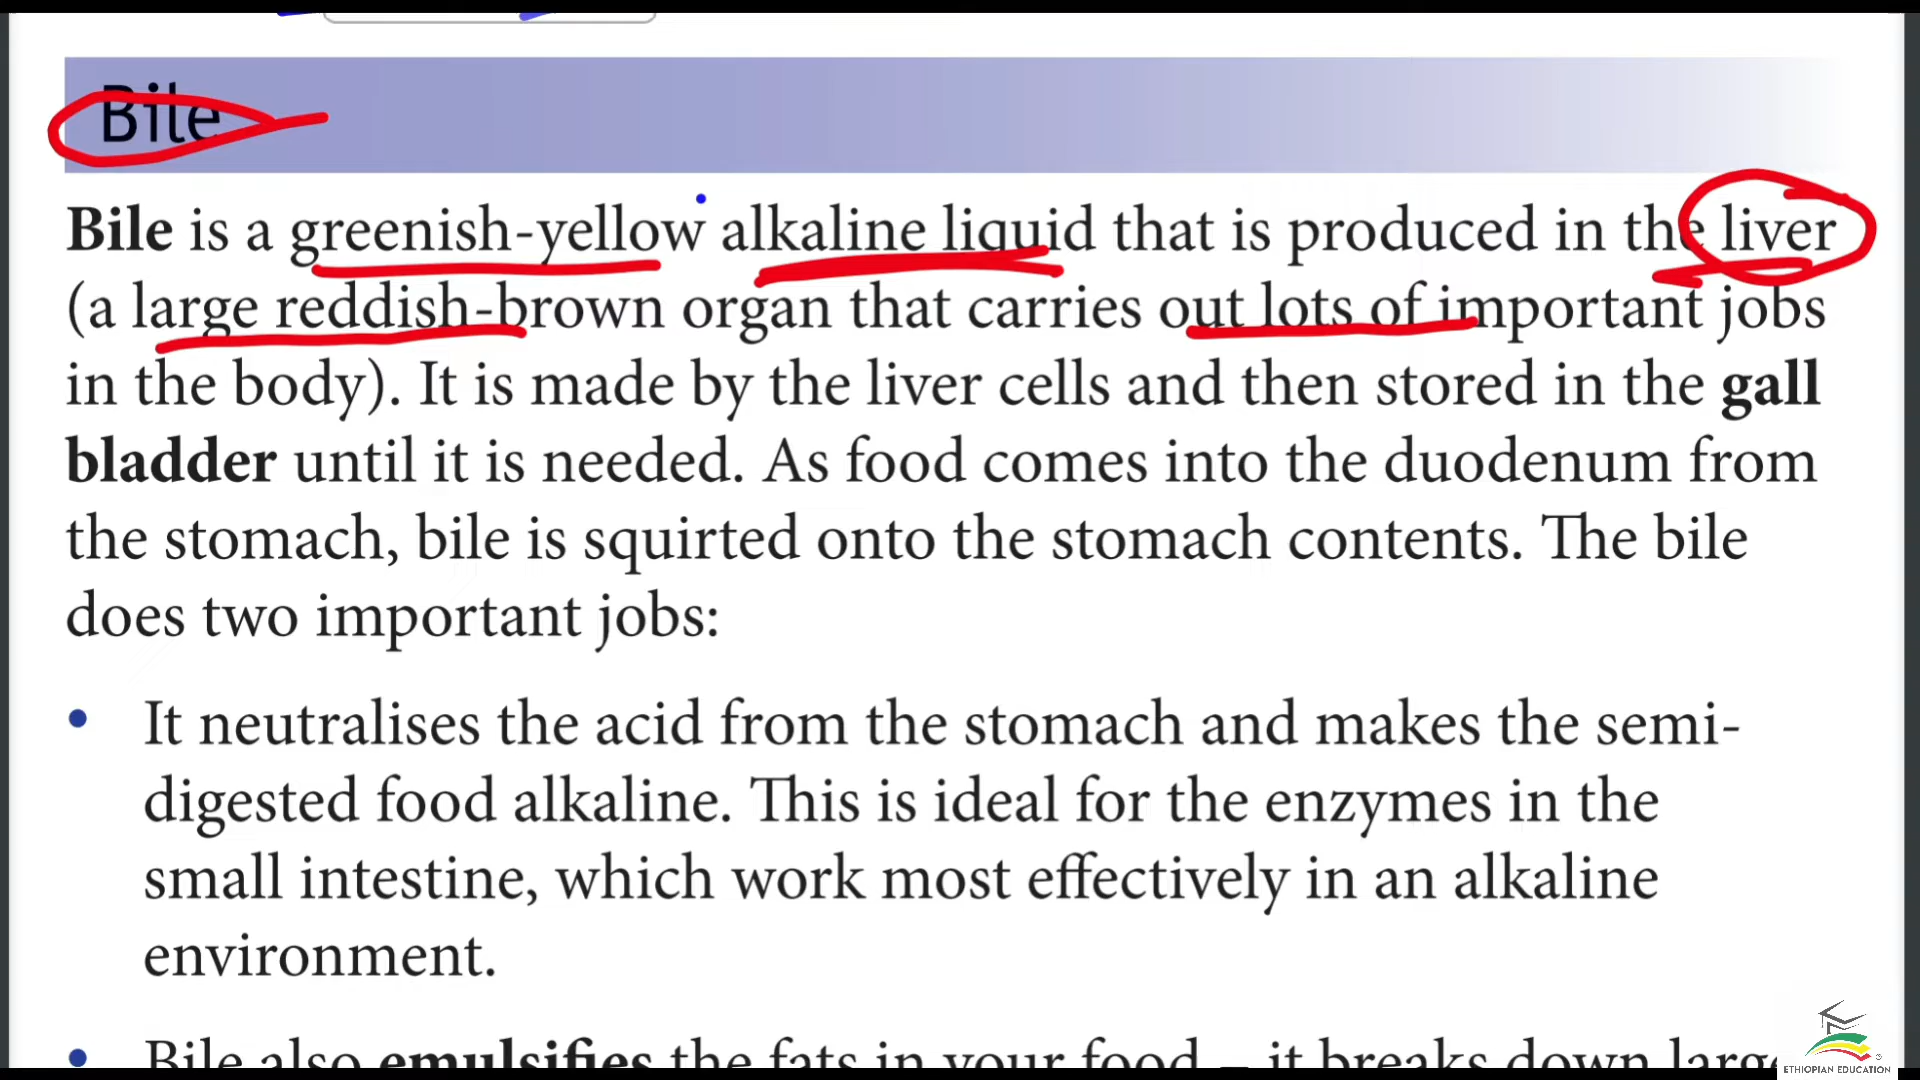 Bile
Bile is a greenish-yellow alkaline liquid that is produced in the liver
(a large reddish-brown organ that carries out lots of important jobs
in the body). It is made by the liver cells and then stored in the gall
bladder until it is needed. As food comes into the duodenum from
the stomach, bile is squirted onto the stomach contents. The bile
does two important jobs:
• It neutralises the acid from the stomach and makes the semi-
digested food alkaline. This is ideal for the enzymes in the
small intestine, which work most effectively in an alkaline
environment.
• Bile also emulsifies the fats in your food – it breaks down large
ETHIOPIAN EDUCATION